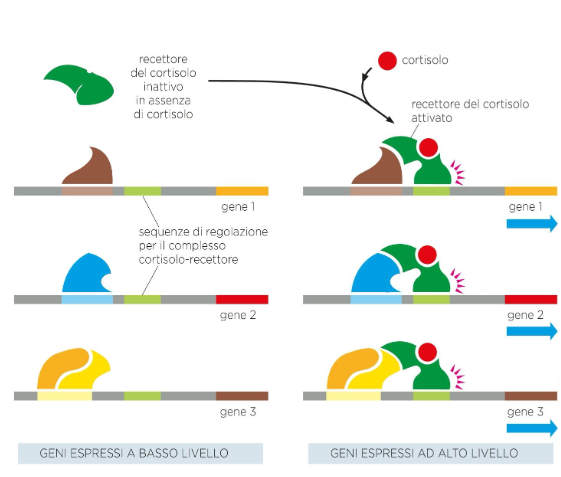 recettore
del cortisolo
inattivo
in assenza
di cortisolo
cortisolo
recettore del cortisolo
attivato
gene 1
gene 1
sequenze di regolazione
per il complesso
cortisolo-recettore
gene 2
gene 2
gene 3
gene 3
GENI ESPRESSI A BASSO LIVELLO
GENI ESPRESSI AD ALTO LIVELLO